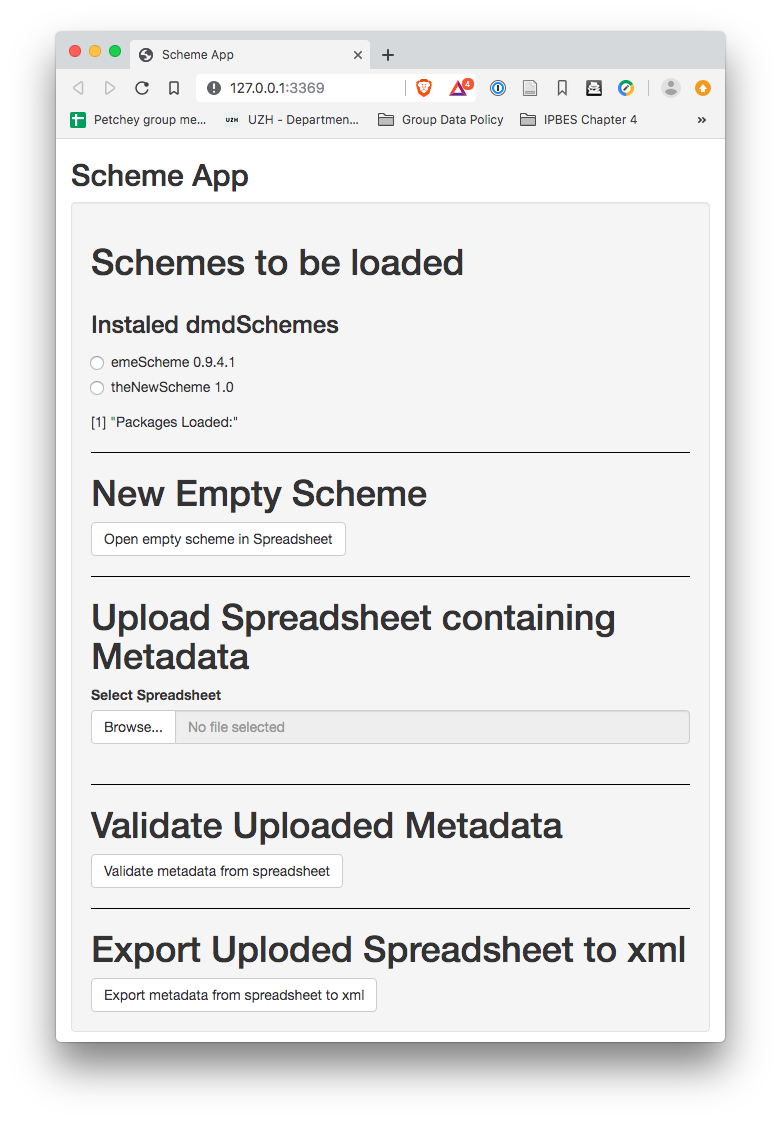 Scheme App
127.0.0.1:3369
4
Petchey group me...
UZH
UZH - Departmen...
Group Data Policy
IPBES Chapter 4
»
Scheme App
Schemes to be loaded
Instaled dmdSchemes
emeScheme 0.9.4.1
theNewScheme 1.0
[1] "Packages Loaded:"
New Empty Scheme
Open empty scheme in Spreadsheet
Upload Spreadsheet containing
Metadata
Select Spreadsheet
Browse... No file selected
Validate Uploaded Metadata
Validate metadata from spreadsheet
Export Uploded Spreadsheet to xml
Export metadata from spreadsheet to xml